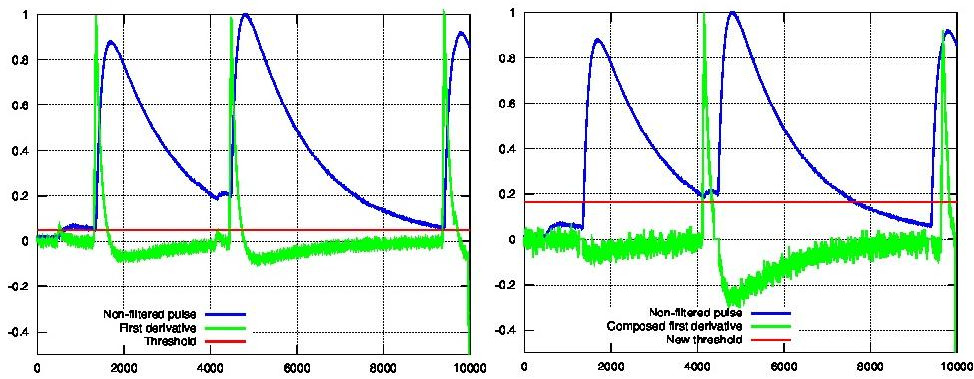 1
0.8
0.6
0.4
0.2
0
-0.2
-0.4
Non-filtered pulse
First derivative
Threshold
0 2000 4000 6000 8000 10000
1
0.8
0.6
0.4
0.2
0
-0.2
-0.4
Non-filtered pulse
Composed first derivative
New threshold
0 2000 4000 6000 8000 10000